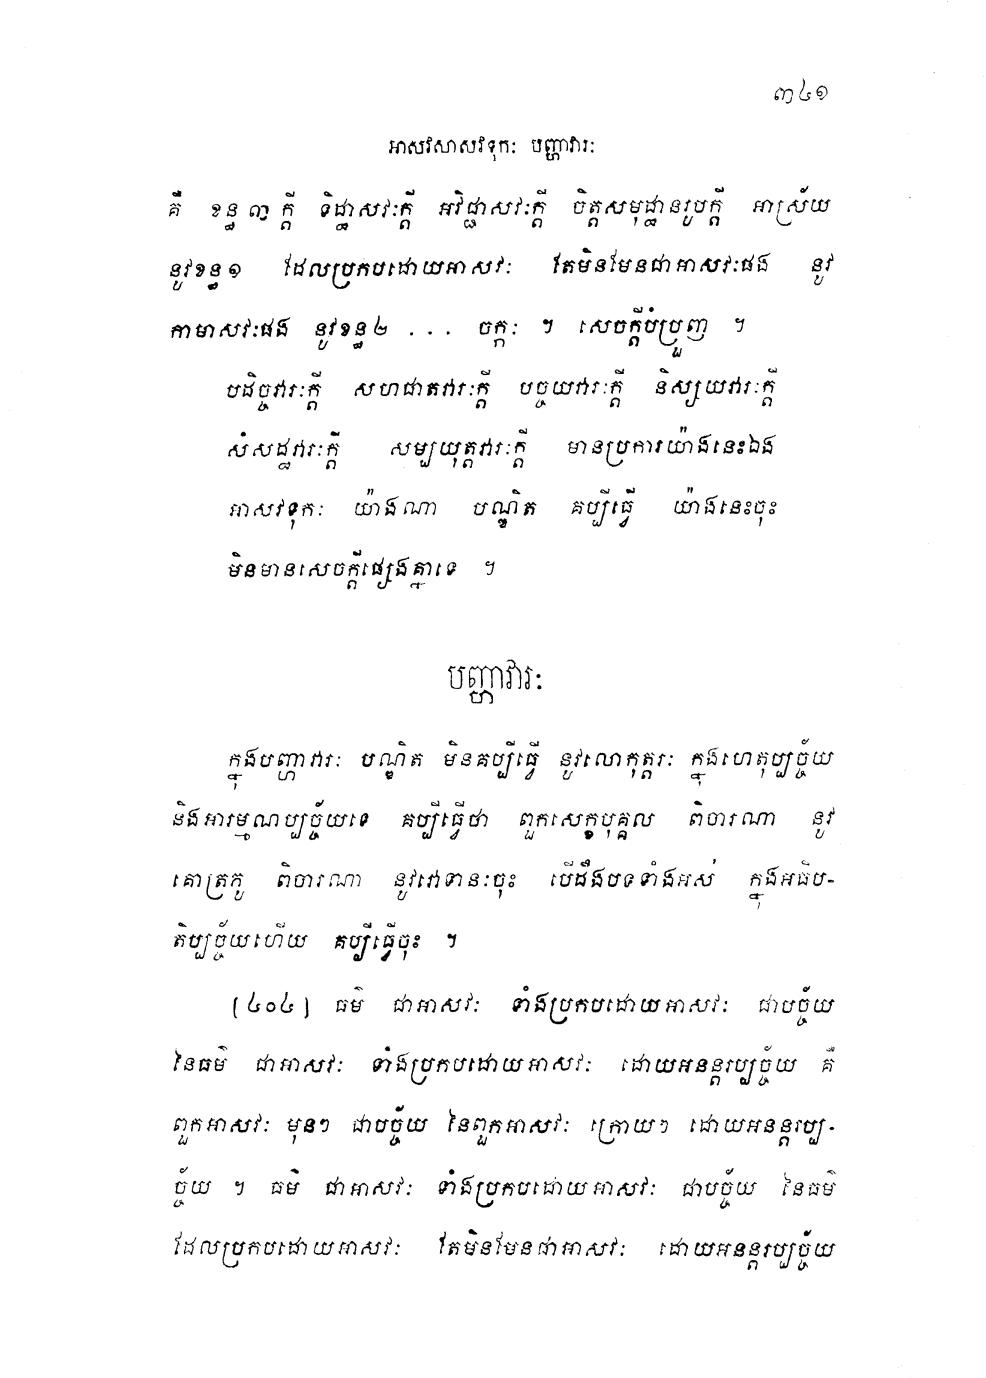 ៣៤១
អាសវសាសវទុកៈ បញ្ហាវារៈ
គឺ ខន្ធ ៣ ក្តី ទិដ្ឋាសវៈក្តី អវិជ្ជាសវៈក្តី ចិត្តសមុដ្ឋានរូបក្តី អាស្រ័យ
នូវខន្ធ១ ដែលប្រកបដោយអាសវៈ តែមិនមែនជាអាសវៈផង នូវ
កាមាសវៈផង នូវខន្ធ២ ... ចក្កៈ ។ សេចក្តីបំប្រួញ ។
បដិច្ចវារៈក្តី សហជាតវារៈក្តី បច្ចយវារៈក្តី និស្សយវារៈក្តី
សំសដ្ឋវារៈក្តី សម្បយុត្តវារៈក្តី មានប្រការយ៉ាងនេះឯង
អាសវទុកៈ យ៉ាងណា បណ្ឌិត គប្បីធ្វើ យ៉ាងនេះចុះ
មិនមានសេចក្តីផ្សេងគ្នាទេ ។
បញ្ហាវារៈ
ក្នុងបញ្ហាវារៈ បណ្ឌិត មិនគប្បីធ្វើ នូវលោកុត្តរៈ ក្នុងហេតុប្បច្ច័យ
និងអារម្មណប្បច្ច័យទេ គប្បីធ្វើថា ពួកសេក្ខបុគ្គល ពិចារណា នូវ
គោត្រភូ ពិចារណា នូវវោទានៈចុះ បើដឹងបទទាំងអស់ ក្នុងអធិប-
តិប្បច្ច័យហើយ គប្បីធ្វើចុះ ។
(៤០៤) ធម៌ ជាអាសវៈ ទាំងប្រកបដោយអាសវៈ ជាបច្ច័យ
នៃធម៌ ជាអាសវៈ ទាំងប្រកបដោយអាសវៈ ដោយអនន្តរប្បច្ច័យ គឺ
ពួកអាសវៈ មុនៗ ជាបច្ច័យ នៃពួកអាសវៈ ក្រោយៗ ដោយអនន្តរប្ប-
ច្ច័យ ។ ធម៌ ជាអាសវៈ ទាំងប្រកបដោយអាសវៈ ជាបច្ច័យ នៃធម៌
ដែលប្រកបដោយអាសវៈ តែមិនមែនជាអាសវៈ ដោយអនន្តរប្បច្ច័យ